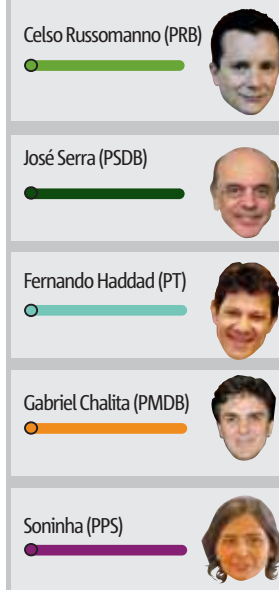 Celso Russomanno (PRB)
José Serra (PSDB)
Fernando Haddad (PT)
Gabriel Chalita (PMDB)
Soninha (PPS)